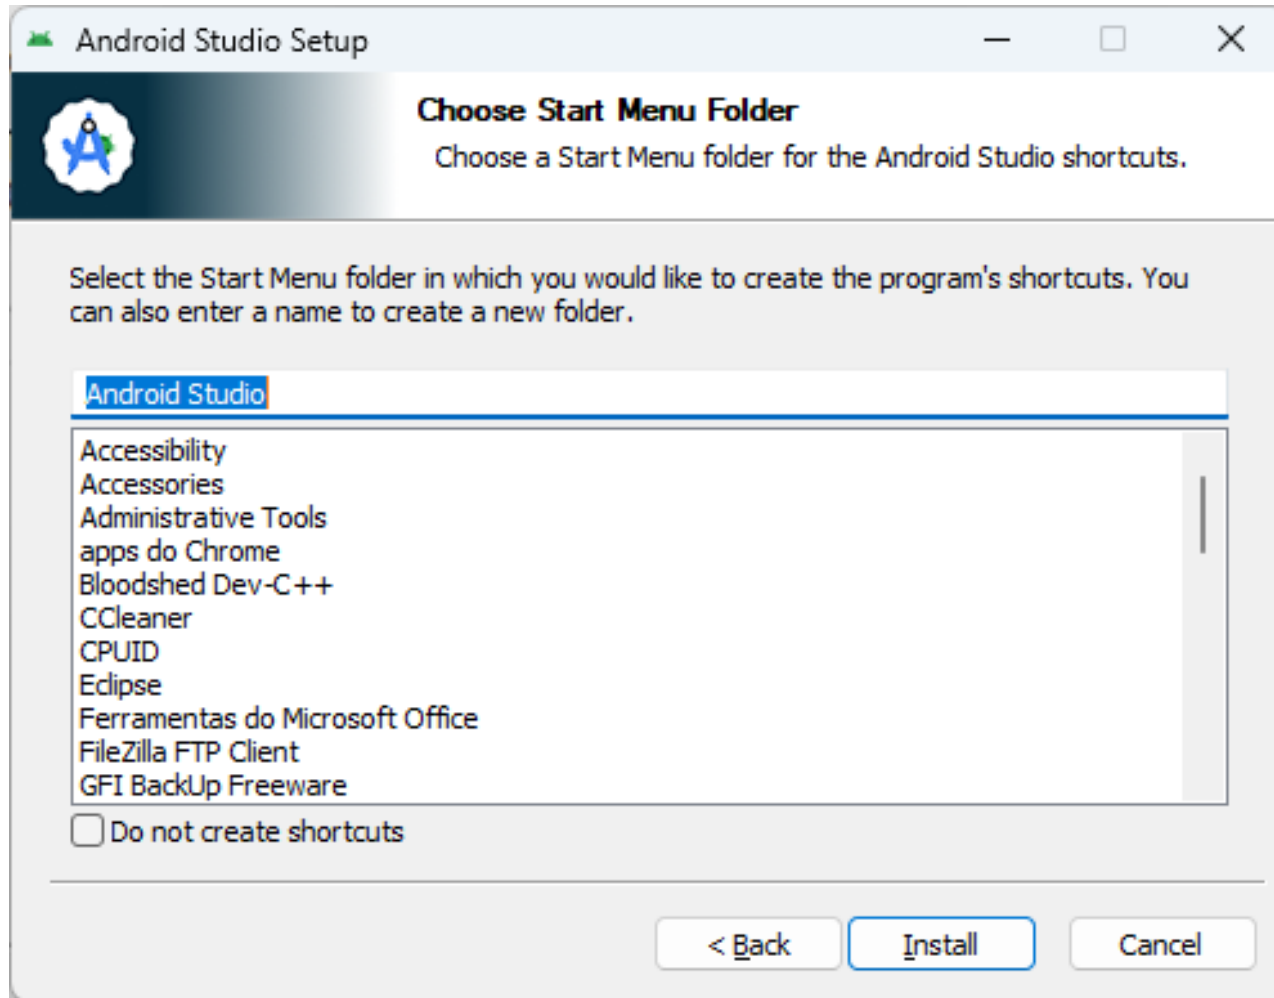 Android Studio Setup
Choose Start Menu Folder
Choose a Start Menu folder for the Android Studio shortcuts.
Select the Start Menu folder in which you would like to create the program's shortcuts. You
can also enter a name to create a new folder.
Android Studio
Accessibility
Accessories
Administrative Tools
apps do Chrome
Bloodshed Dev-C++
CCleaner
CPUID
Eclipse
Ferramentas do Microsoft Office
FileZilla FTP Client
GFI BackUp Freeware
Do not create shortcuts
< Back
Install
Cancel